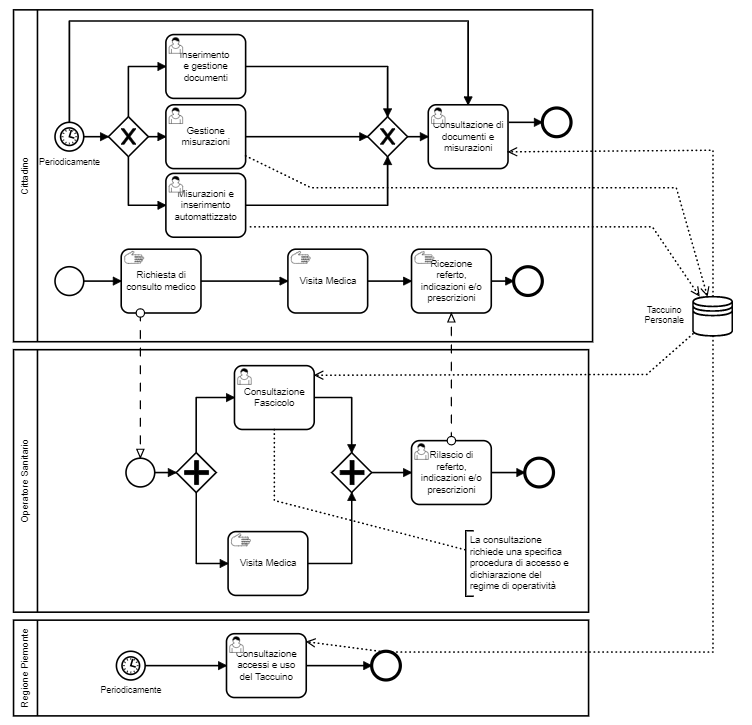 Cittadino
Inserimento
e gestione
documenti
Periodicamente
Gestione
misurazioni
Consultazione di
documenti e
misurazioni
Misurazioni e
inserimento
automattizzato
Richiesta di
consulto medico
Visita Medica
Ricezione
referto,
indicazioni e/o
prescrizioni
Taccuino
Personale
Operatore Sanitario
Consultazione
Fascicolo
Rilascio di
referto,
indicazioni e/o
prescrizioni
Visita Medica
La consultazione
richiede una specifica
procedura di accesso e
dichiarazione del
regime di operatività
Regione Piemonte
Periodicamente
Consultazione
accessi e uso
del Taccuino